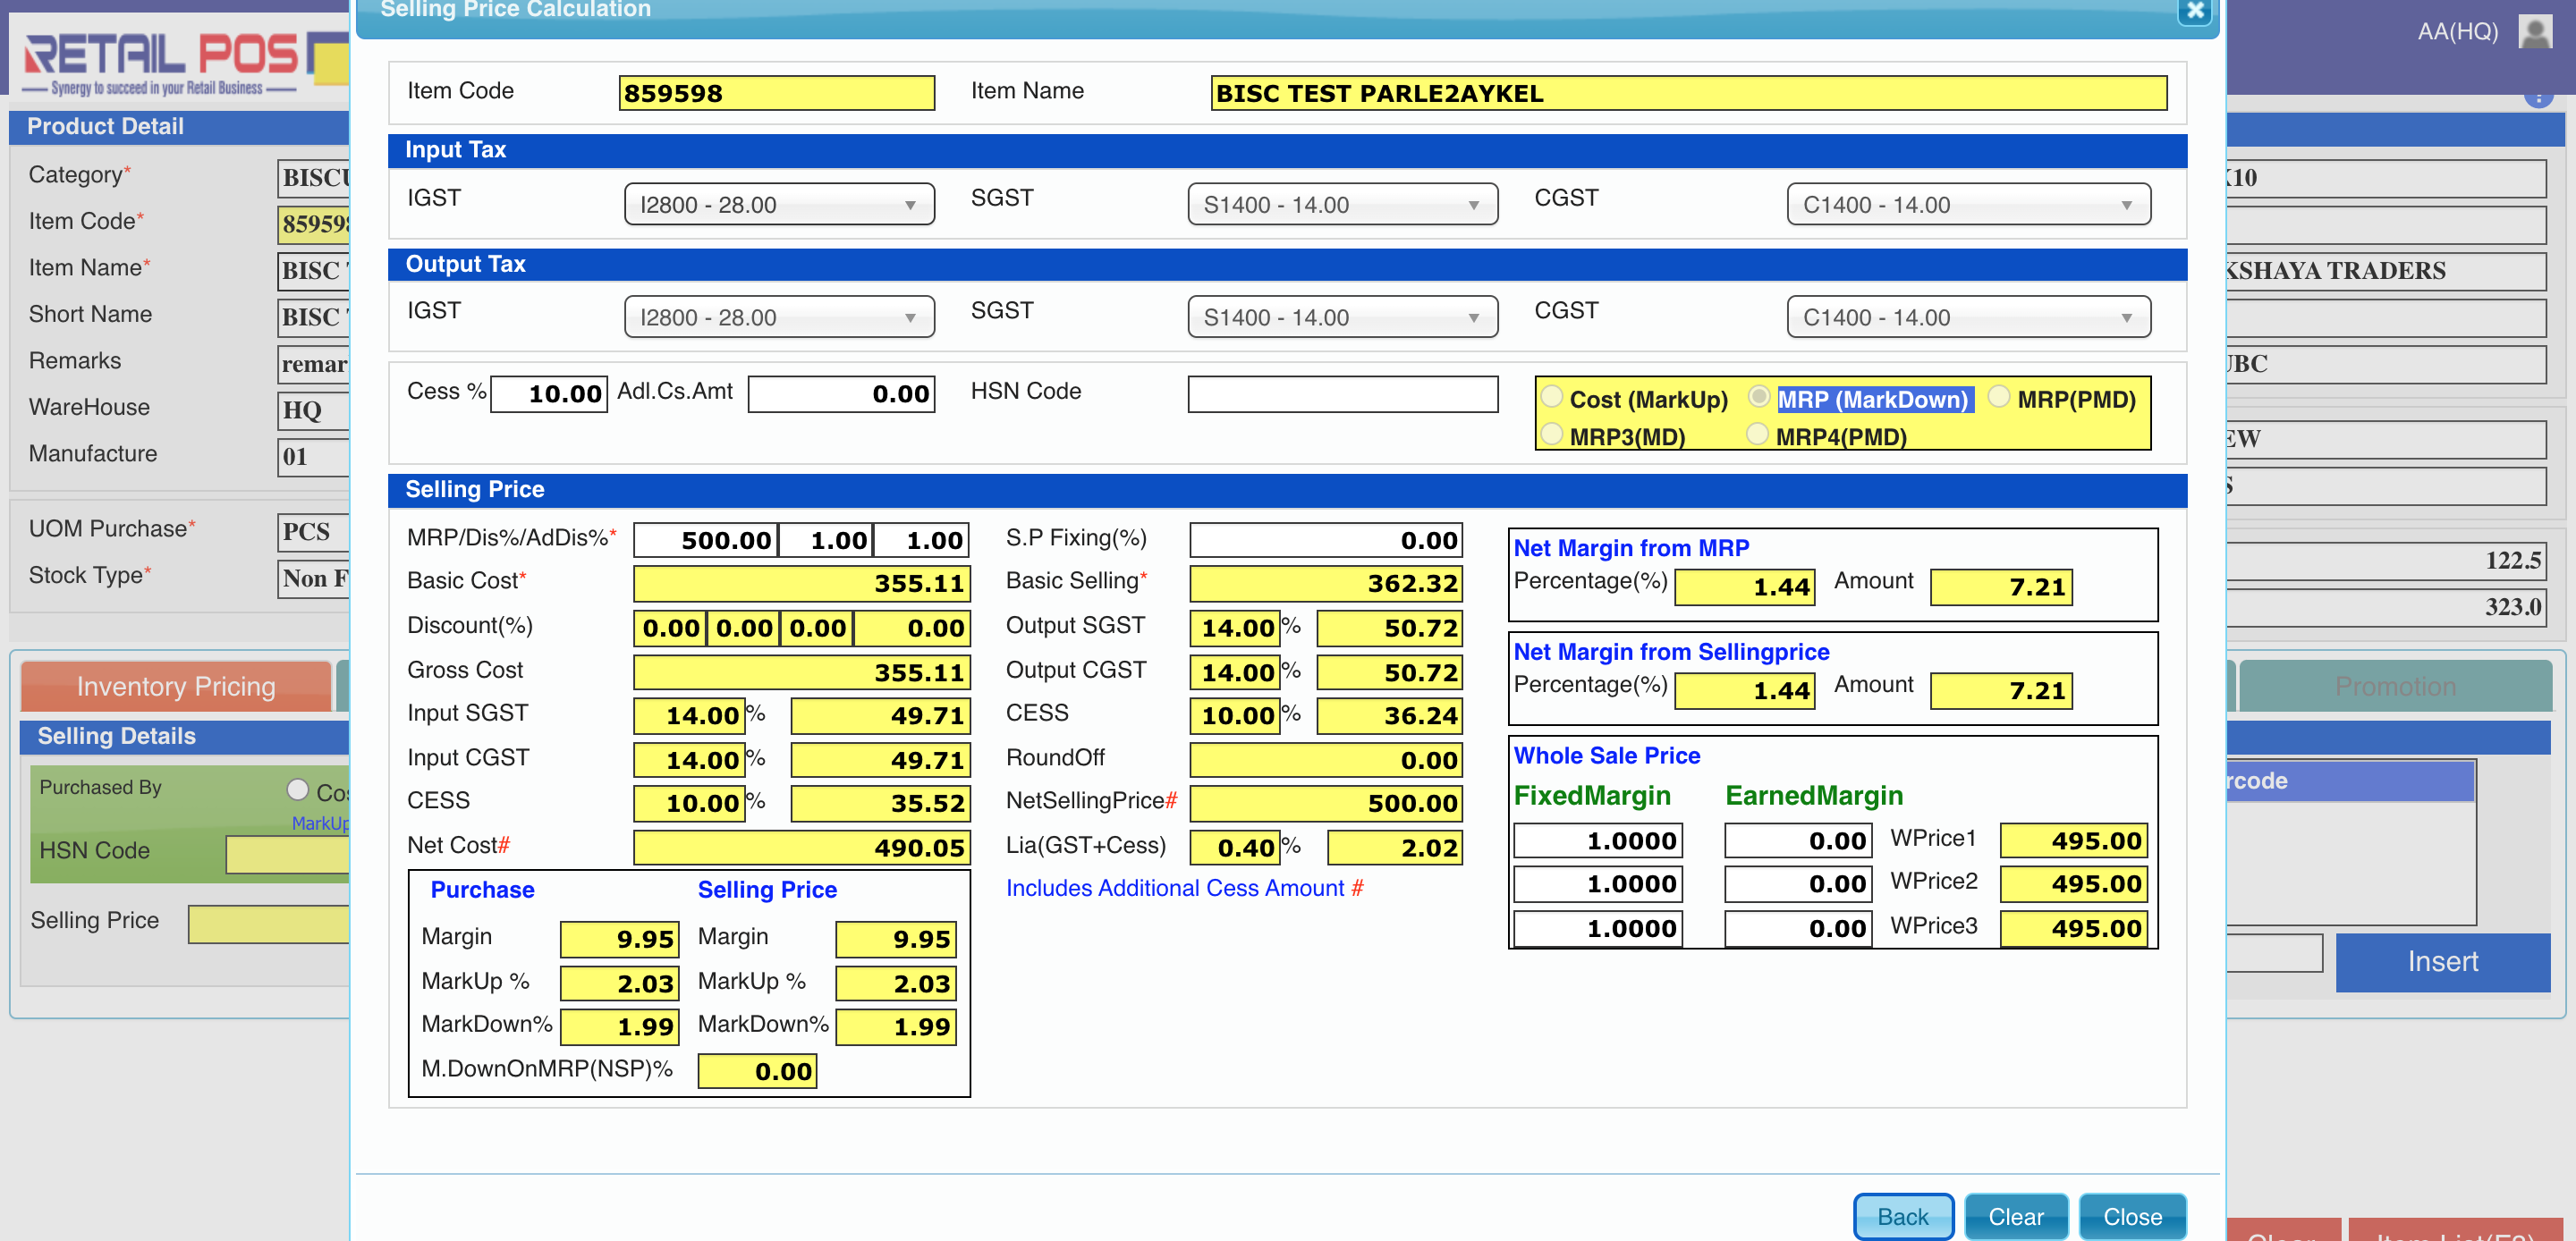 Selling Price Calculation
AA(HQ)
RETAIL POS
Synergy to succeed in your Retail Business
Product Detail
Category*
Item Code*
85959
Item Name*
BISC
Short Name
BISC
Remarks
remar
WareHouse
HQ
Manufacture
01
UOM Purchase*
PCS
Stock Type*
Non F
Inventory Pricing
Selling Details
Purchased By
MarkUp
HSN Code
Selling Price
Item Code 859598 Item Name BISC TEST PARLE2AYKEL
Input Tax
IGST I2800 - 28.00 SGST S1400 - 14.00 CGST C1400 - 14.00
Output Tax
IGST I2800 - 28.00 SGST S1400 - 14.00 CGST C1400 - 14.00
Cess % 10.00 Adl.Cs.Amt 0.00 HSN Code
Cost (MarkUp) MRP (MarkDown) MRP(PMD)
MRP3(MD) MRP4(PMD)
Selling Price
MRP/Dis%/AdDis%* 500.00 1.00 1.00
Basic Cost* 355.11
Discount(%) 0.00 0.00 0.00 0.00
Gross Cost 355.11
Input SGST 14.00 % 49.71
Input CGST 14.00 % 49.71
CESS 10.00 % 35.52
Net Cost# 490.05
Purchase Selling Price
Margin 9.95 Margin 9.95
MarkUp % 2.03 MarkUp % 2.03
MarkDown% 1.99 MarkDown% 1.99
M.DownOnMRP(NSP)% 0.00
S.P Fixing(%) 0.00
Basic Selling* 362.32
Output SGST 14.00 % 50.72
Output CGST 14.00 % 50.72
CESS 10.00 % 36.24
RoundOff 0.00
NetSellingPrice# 500.00
Lia(GST+Cess) 0.40 % 2.02
Includes Additional Cess Amount #
Net Margin from MRP
Percentage(%) 1.44 Amount 7.21
Net Margin from Sellingprice
Percentage(%) 1.44 Amount 7.21
Whole Sale Price
FixedMargin EarnedMargin
1.0000 0.00 WPrice1 495.00
1.0000 0.00 WPrice2 495.00
1.0000 0.00 WPrice3 495.00
Back Clear Close
10
KSHAYA TRADERS
UBC
EW
S
122.5
323.0
Promotion
rcode
Insert